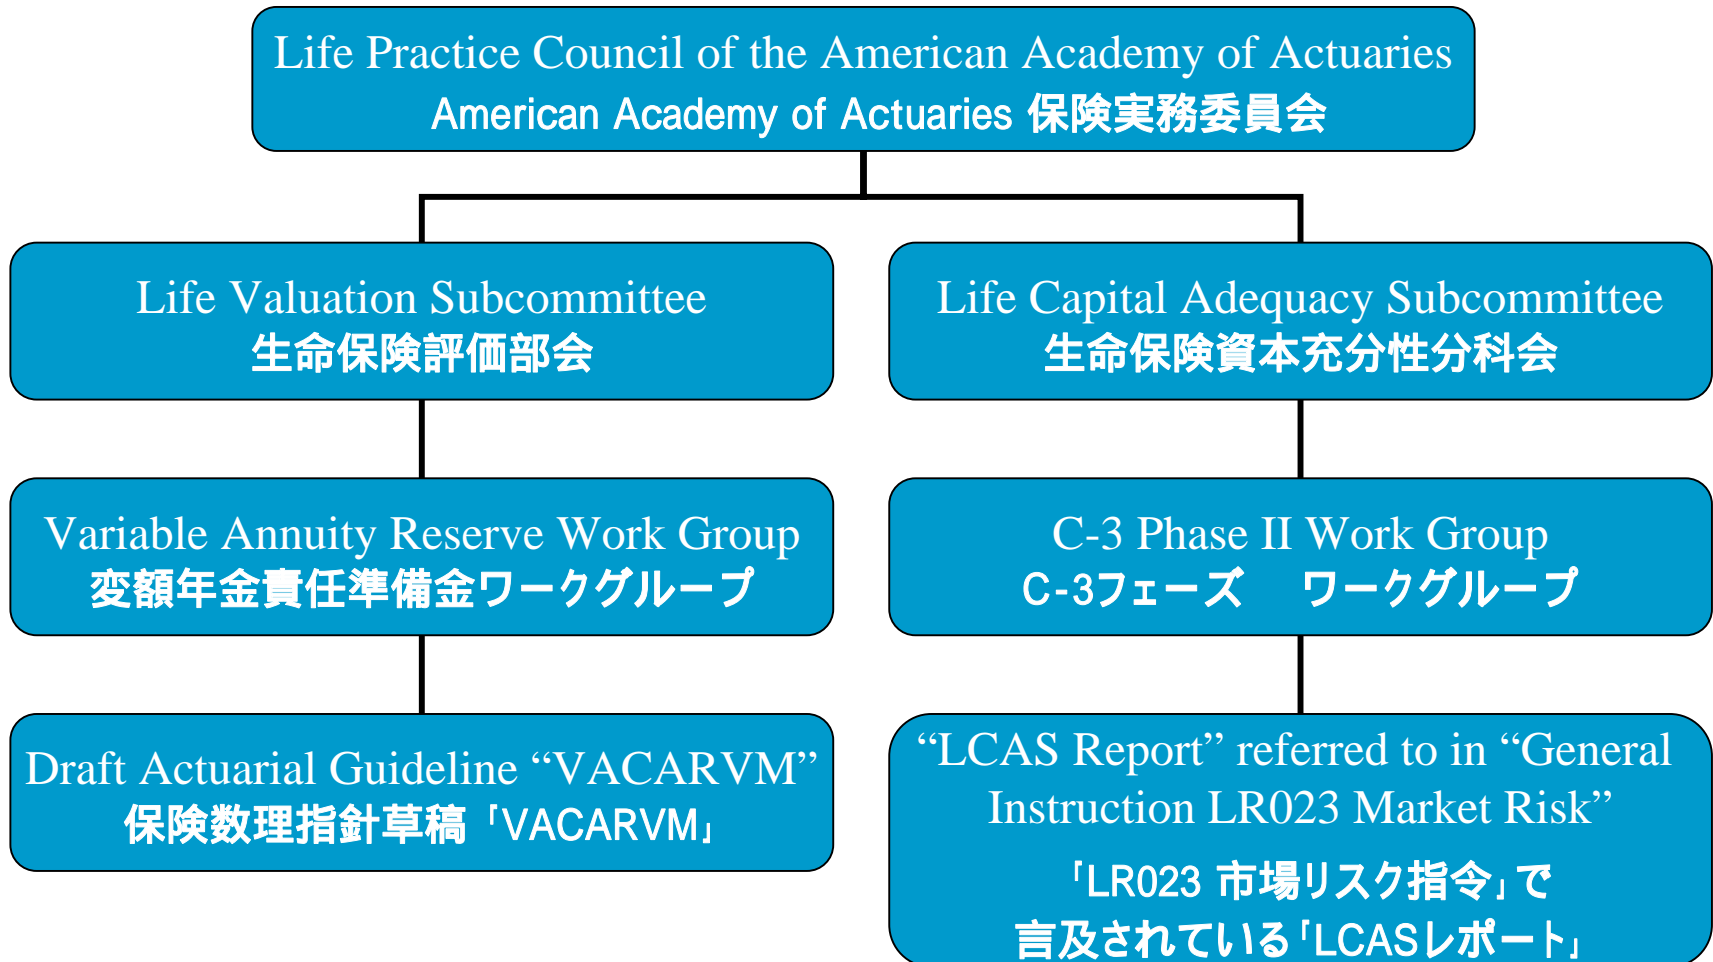 Life Practice Council of the American Academy of Actuaries
American Academy of Actuaries 保険実務委員会
Life Valuation Subcommittee
生命保険評価部会
Life Capital Adequacy Subcommittee
生命保険資本充分性分科会
Variable Annuity Reserve Work Group
変額年金責任準備金ワークグループ
C-3 Phase II Work Group
C-3フェーズ　ワークグループ
Draft Actuarial Guideline “VACARVM”
保険数理指針草稿「VACARVM」
“LCAS Report” referred to in “General
Instruction LR023 Market Risk”
「LR023 市場リスク指令」で
言及されている「LCASレポート」